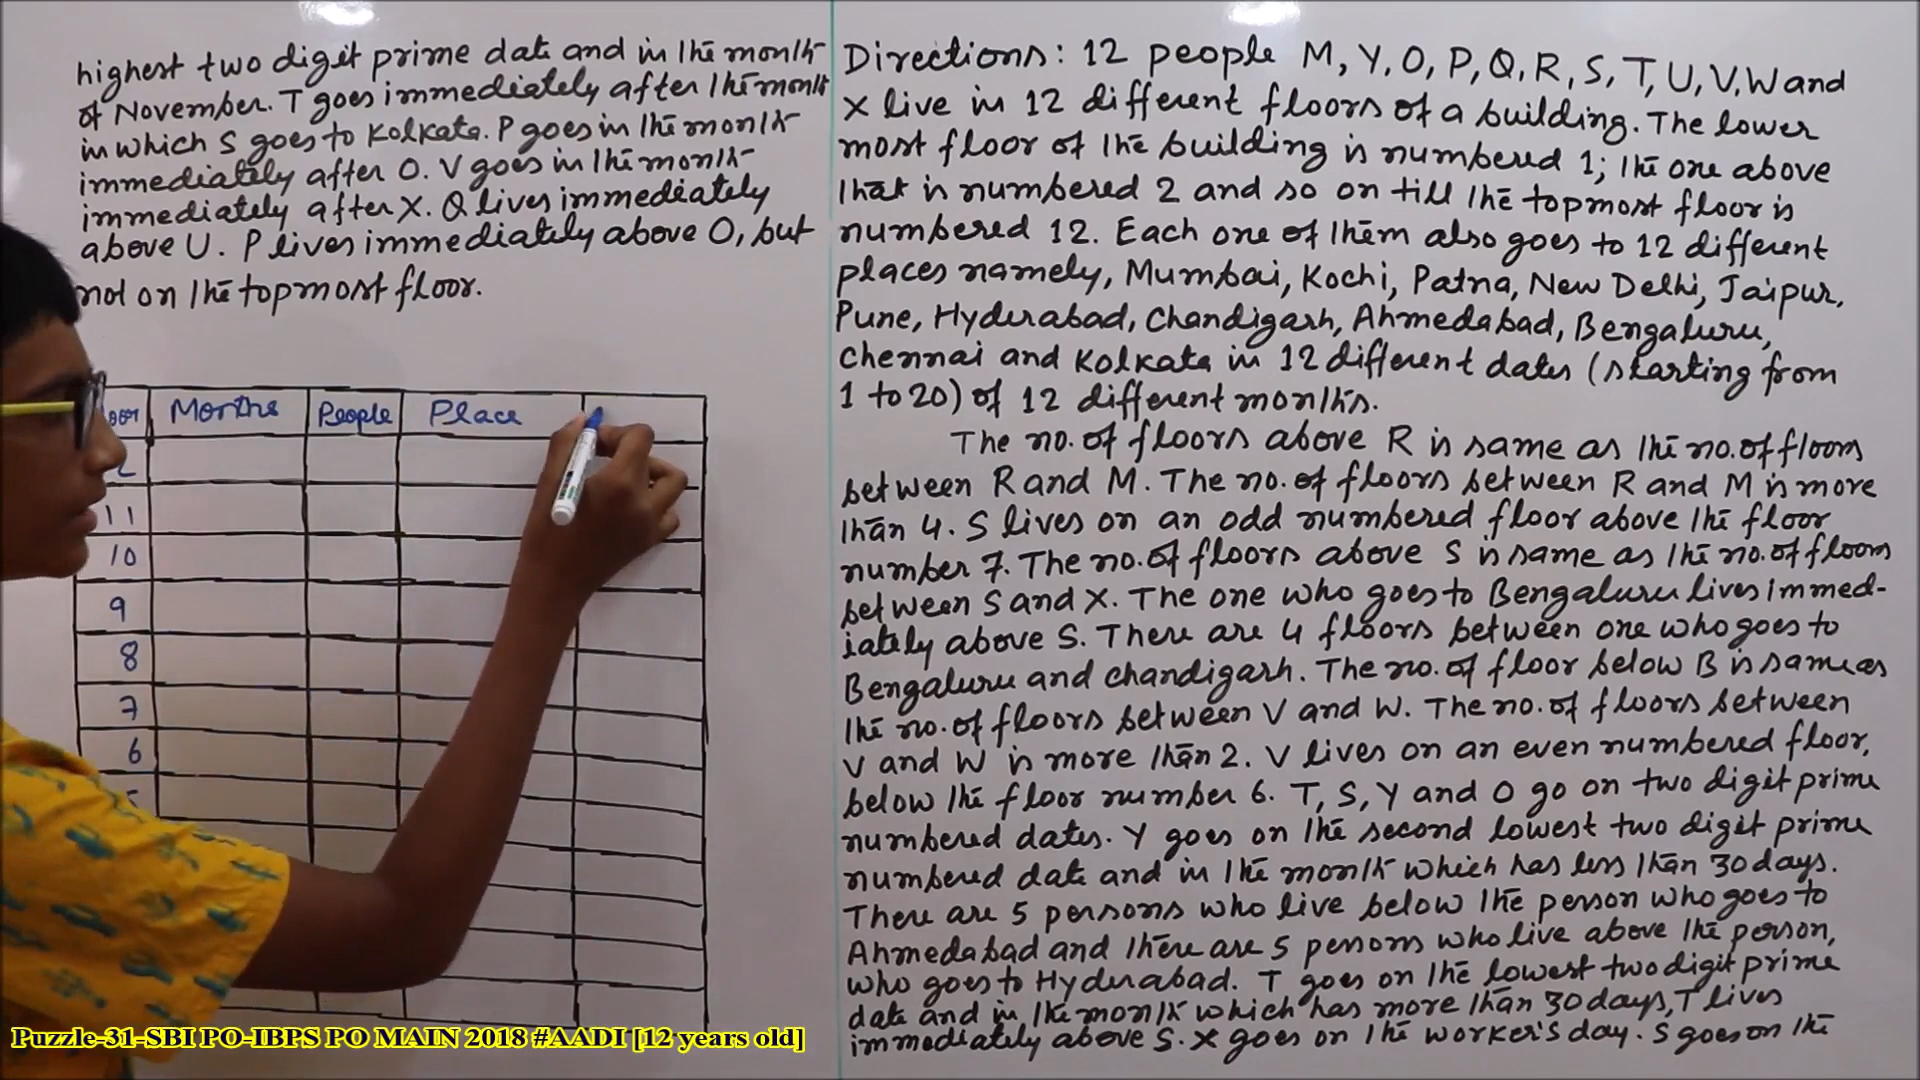 highest two digit prime date and in the month
of November. T goes immediately after the month
in which S goes to Kolkata. P goes in the month
immediately after O. V goes in the month
immediately after X. Q lives immediately
above U. P lives immediately above O, but
not on the topmost floor.
Months People Place
11
10
9
8
7
6
Directions: 12 people M, Y, O, P, Q, R, S, T, U, V, W and
X live in 12 different floors of a building. The lower
most floor of the building is numbered 1; the one above
that is numbered 2 and so on till the topmost floor is
numbered 12. Each one of them also goes to 12 different
places namely, Mumbai, Kochi, Patna, New Delhi, Jaipur,
Pune, Hyderabad, Chandigarh, Ahmedabad, Bengaluru,
Chennai and Kolkata in 12 different dates (starting from
1 to 20) of 12 different months.
The no. of floors above R is same as the no. of floors
between R and M. The no. of floors between R and M is more
than 4. S lives on an odd numbered floor above the floor
number 7. The no. of floors above S is same as the no. of floors
between S and X. The one who goes to Bengaluru lives immed-
iately above S. There are 4 floors between one who goes to
Bengaluru and Chandigarh. The no. of floor below B is same as
the no. of floors between V and W. The no. of floors between
V and W is more than 2. V lives on an even numbered floor,
below the floor number 6. T, S, Y and O go on two digit prime
numbered dates. Y goes on the second lowest two digit prime
numbered date and in the month which has less than 30 days.
There are 5 persons who live below the person who goes to
Ahmedabad and there are 5 persons who live above the person,
who goes to Hyderabad. T goes on the lowest two digit prime
date and in the month which has more than 30 days, T lives
immediately above S. X goes on the worker's day. S goes on the
Puzzle-31-SBI PO-IBPS PO MAIN 2018 #AADI [12 years old]